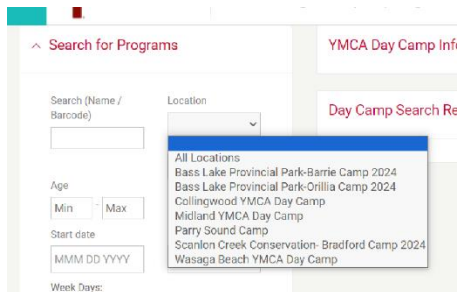 Search for Programs
YMCA Day Camp Inf
Search (Name /
Barcode)
Location
Day Camp Search Re
All Locations
Bass Lake Provincial Park-Barrie Camp 2024
Bass Lake Provincial Park-Orillia Camp 2024
Collingwood YMCA Day Camp
Midland YMCA Day Camp
Parry Sound Camp
Scanlon Creek Conservation- Bradford Camp 2024
Wasaga Beach YMCA Day Camp
Age
Min - Max
Start date
MMM DD YYYY
Week Days: